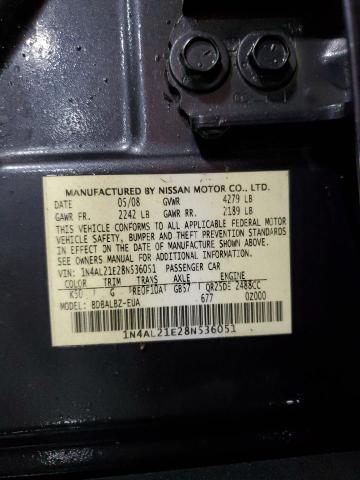 MANUFACTURED BY NISSAN MOTOR CO., LTD.
DATE 05/08 GVWR 4279 LB
GAWR FR. 2242 LB GAWR RR. 2189 LB
THIS VEHICLE CONFORMS TO ALL APPLICABLE FEDERAL MOTOR
VEHICLE SAFETY, BUMPER, AND THEFT PREVENTION STANDARDS
IN EFFECT ON THE DATE OF MANUFACTURE SHOWN ABOVE.
SEE OWNERS MANUAL FOR ADDITIONAL INFORMATION.
VIN: 1N4AL21E28N536051 PASSENGER CAR
COLOR TRIM TRANS AXLE ENGINE
K50 G RE0F10A GB57 QR25DE 2488CC
MODEL: BDBALBZ-EUA 677 0Z000
1N4AL21E28N536051